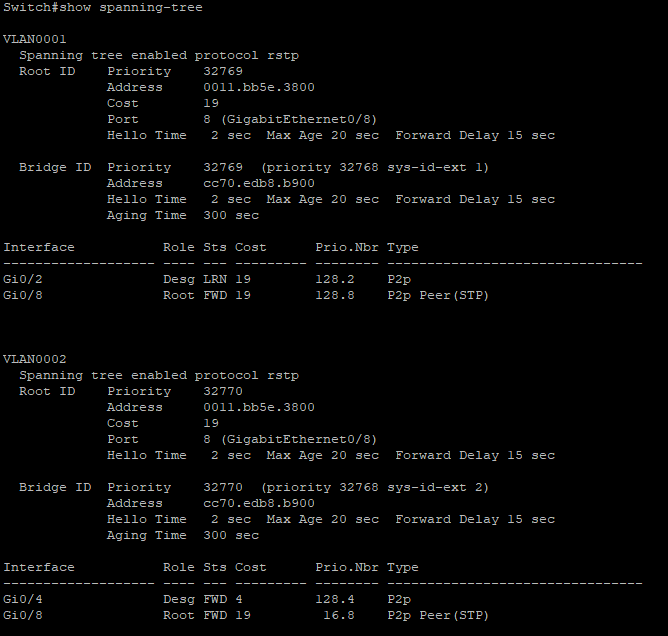 Switch#show spanning-tree
VLAN0001
  Spanning tree enabled protocol rstp
  Root ID    Priority    32769
             Address     0011.bb5e.3800
             Cost        19
             Port        8 (GigabitEthernet0/8)
             Hello Time   2 sec  Max Age 20 sec  Forward Delay 15 sec
  Bridge ID  Priority    32769  (priority 32768 sys-id-ext 1)
             Address     cc70.edb8.b900
             Hello Time   2 sec  Max Age 20 sec  Forward Delay 15 sec
             Aging Time  300 sec
Interface           Role Sts Cost      Prio.Nbr Type
------------------- ---- --- --------- -------- --------------------------------
Gi0/2               Desg LRN 19        128.2    P2p
Gi0/8               Root FWD 19        128.8    P2p Peer(STP)
VLAN0002
  Spanning tree enabled protocol rstp
  Root ID    Priority    32770
             Address     0011.bb5e.3800
             Cost        19
             Port        8 (GigabitEthernet0/8)
             Hello Time   2 sec  Max Age 20 sec  Forward Delay 15 sec
  Bridge ID  Priority    32770  (priority 32768 sys-id-ext 2)
             Address     cc70.edb8.b900
             Hello Time   2 sec  Max Age 20 sec  Forward Delay 15 sec
             Aging Time  300 sec
Interface           Role Sts Cost      Prio.Nbr Type
------------------- ---- --- --------- -------- --------------------------------
Gi0/4               Desg FWD 4         128.4    P2p
Gi0/8               Root FWD 19         16.8    P2p Peer(STP)